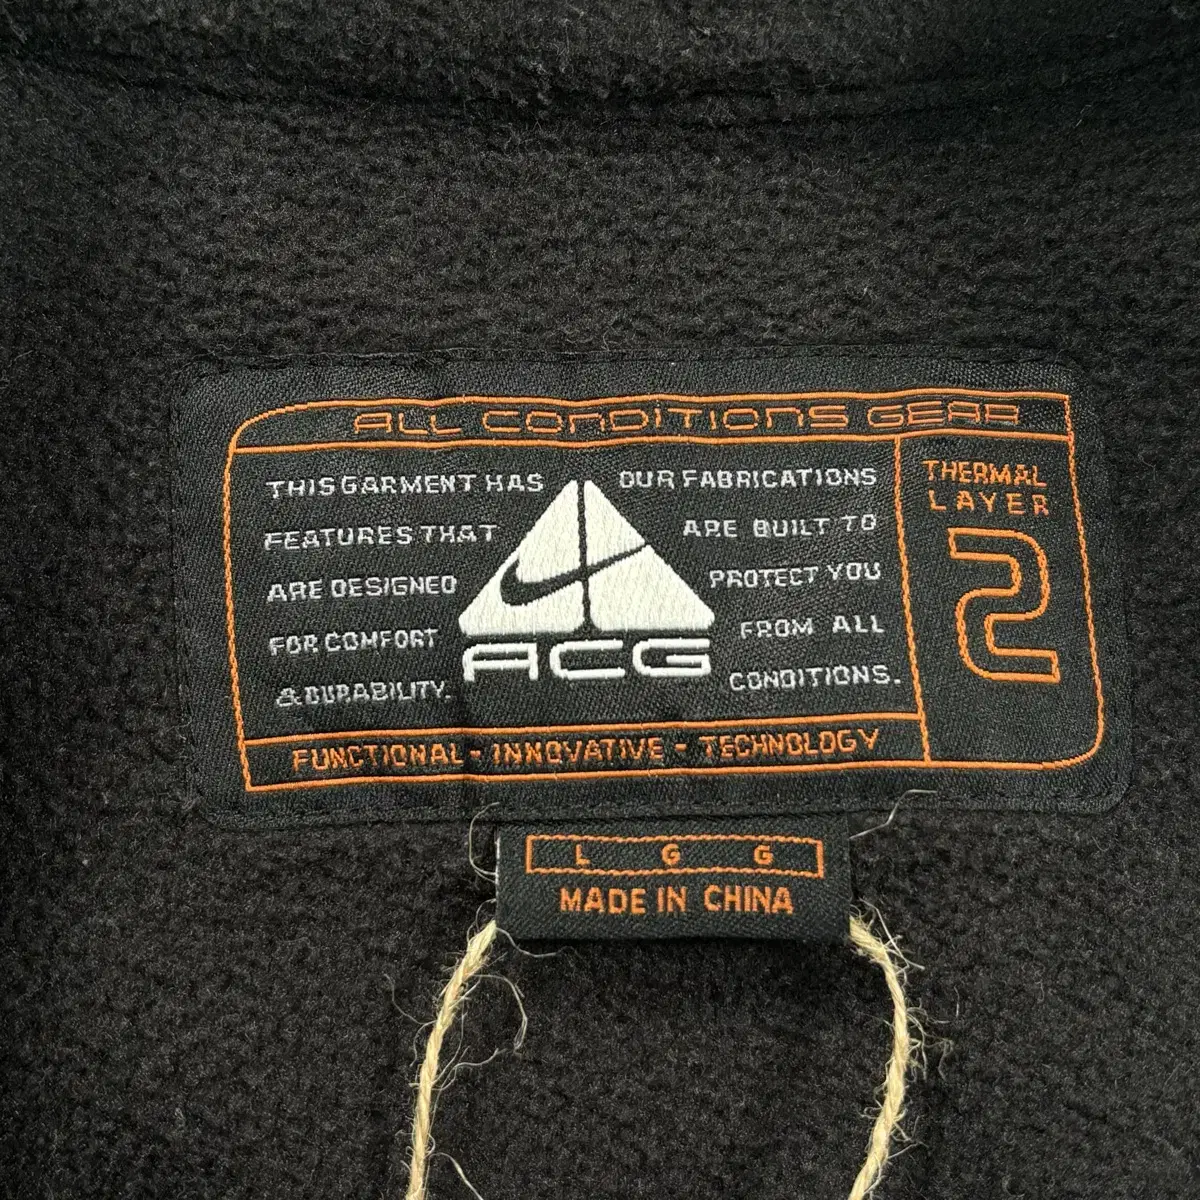 ALL CONDITIONS GEAR
THIS GARMENT HAS
FEATURES THAT
ARE DESIGNED
FOR COMFORT
& DURABILITY.
ACG
OUR FABRICATIONS
ARE BUILT TO
PROTECT YOU
FROM ALL
CONDITIONS.
THERMAL
LAYER
2
FUNCTIONAL - INNOVATIVE - TECHNOLOGY
L G G
MADE IN CHINA